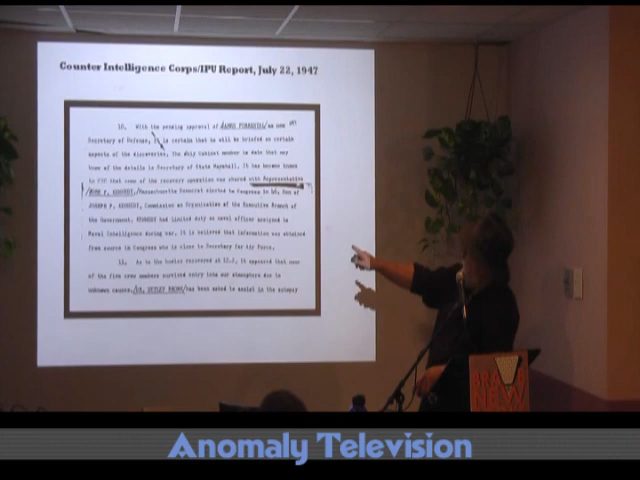 Counter Intelligence Corps/IPU Report, July 22, 1947
10. With the pending appraval of /JAMES FORRESTAL/as new
Secretary of Defense, it is certain that he will be briefed on certain
aspects of the discoveries. The only cabinet member to date that may
know of the details is Secretary of State Marshall. It has become known
to CIC that some of the recovery operation was shared with Representative
/JOHN F. KENNEDY,/Massachusetts Democrat elected to Congress in 46, Son of
JOSEPH P. KENNEDY, Commission on Organization of the Executive Branch of
the Government. KENNEDY had limited duty as naval officer assigned to
Naval Intelligence during war. It is believed that information was obtained
from source in Congress who is close to Secretary for Air Force.
11. As to the bodies recovered at LZ-2, it appeared that none
of the five crew members survived entry into our atmosphere due to
unknown causes. /DR. DETLEV BRONK/has been asked to assist in the autopsy
NEW
Anomaly Television